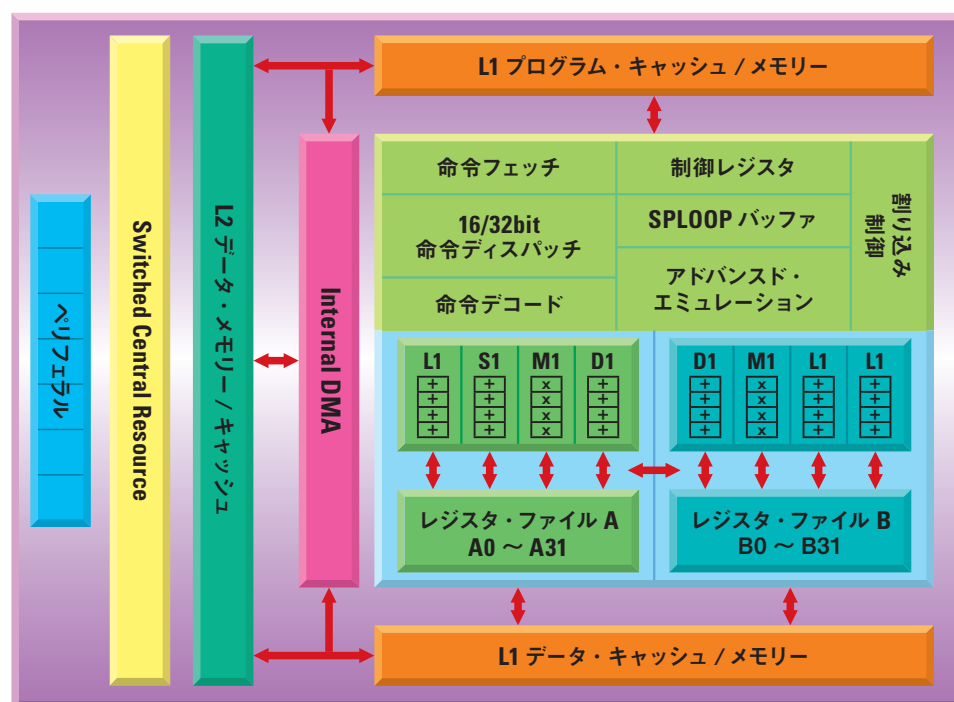 L1 プログラム・キャッシュ / メモリー
ペリフェラル
Switched Central Resource
L2 データ・メモリー / キャッシュ
Internal DMA
命令フェッチ
16/32bit
命令ディスパッチ
命令デコード
制御レジスタ
SPLOOP バッファ
アドバンスド・
エミュレーション
割り込み
制御
L1 S1 M1 D1
+ + x +
+ + x +
+ + x +
+ + x +
D1 M1 L1 L1
+ x + +
+ x + +
+ x + +
+ x + +
レジスタ・ファイル A
A0 ～ A31
レジスタ・ファイル B
B0 ～ B31
L1 データ・キャッシュ / メモリー